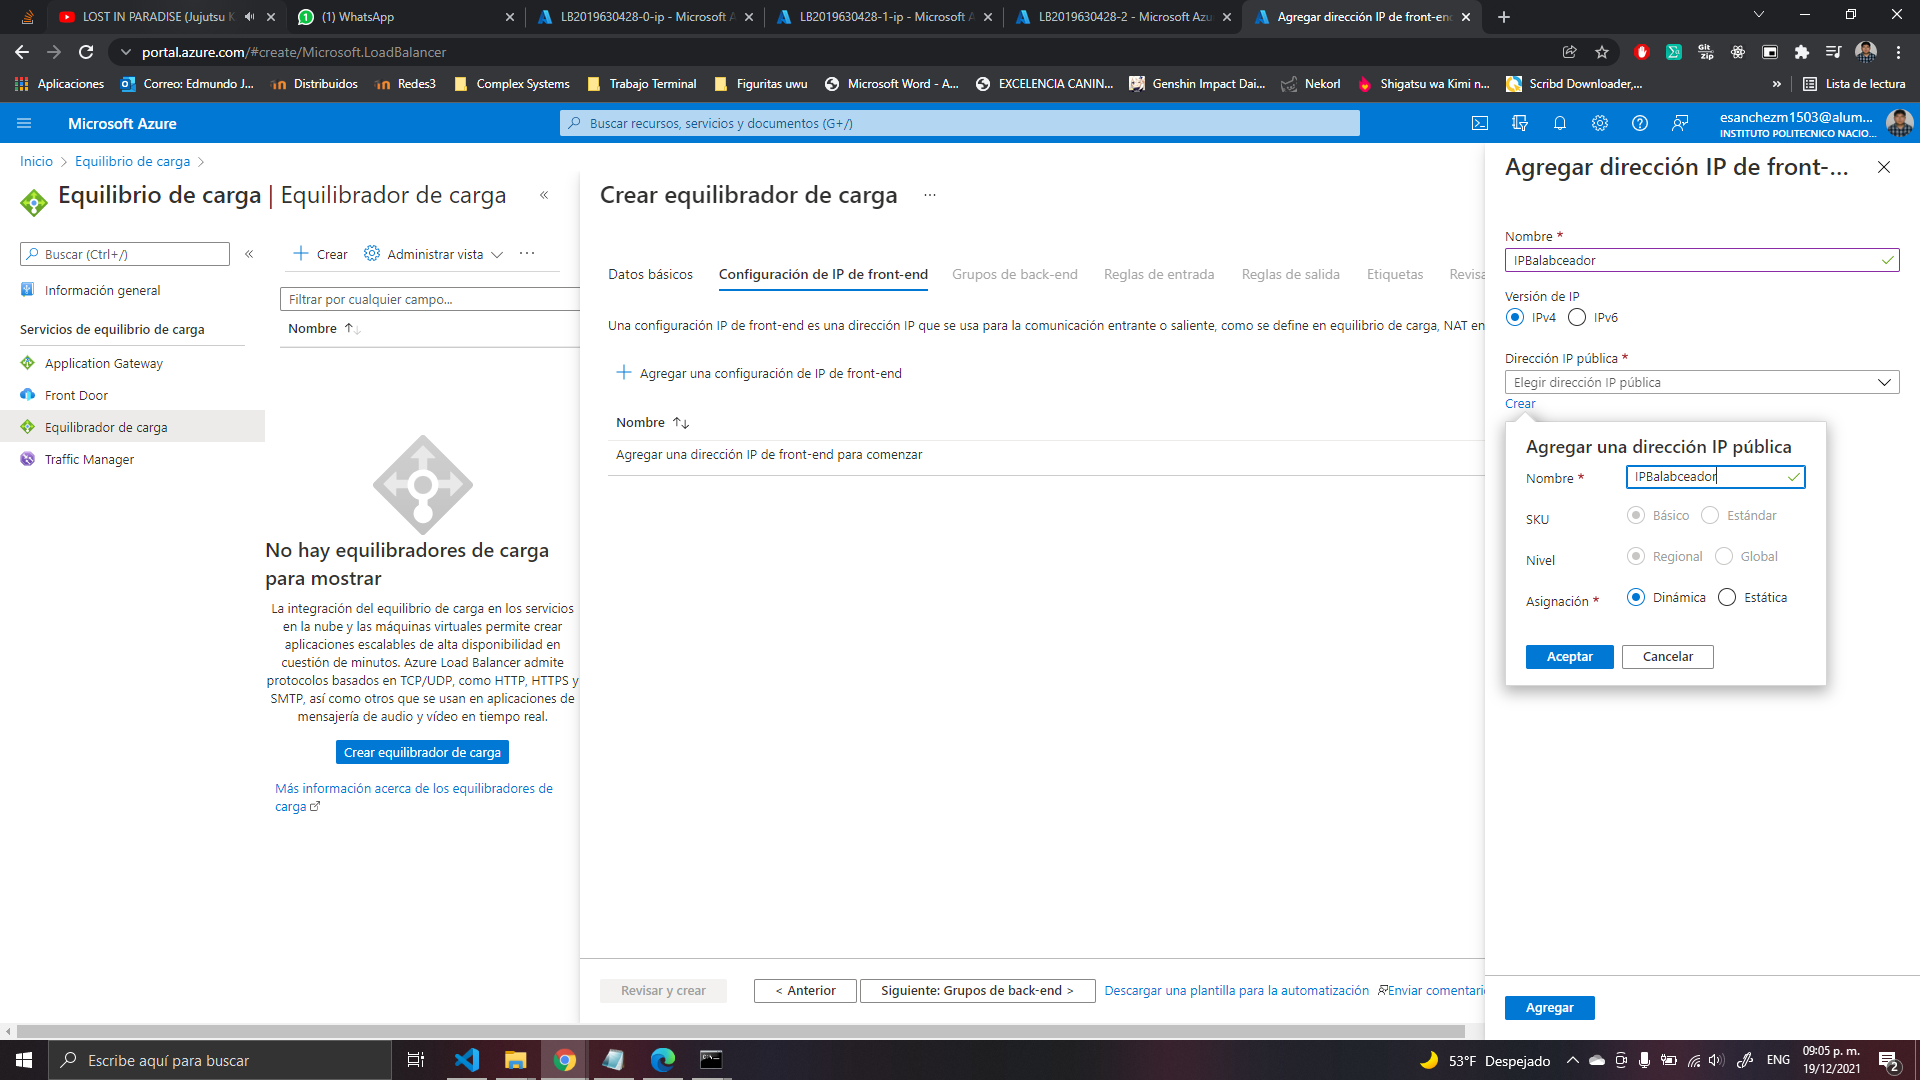 LOST IN PARADISE (Jujutsu K
(1) WhatsApp
LB2019630428-0-ip - Microsoft A
LB2019630428-1-ip - Microsoft A
LB2019630428-2 - Microsoft Azu
Agregar dirección IP de front-en
portal.azure.com/#create/Microsoft.LoadBalancer
Aplicaciones
Correo: Edmundo J...
Distribuidos
Redes3
Complex Systems
Trabajo Terminal
Figuritas uwu
Microsoft Word - A...
EXCELENCIA CANIN...
Genshin Impact Dai...
Nekorl
Shigatsu wa Kimi n...
Scribd Downloader,...
»
Lista de lectura
Microsoft Azure
Buscar recursos, servicios y documentos (G+/)
esanchezm1503@alum...
INSTITUTO POLITECNICO NACIO...
Inicio > Equilibrio de carga >
Equilibrio de carga | Equilibrador de carga
«
Buscar (Ctrl+/)
«
Información general
Servicios de equilibrio de carga
Application Gateway
Front Door
Equilibrador de carga
Traffic Manager
Crear
Administrar vista
...
Filtrar por cualquier campo...
Nombre ↑↓
No hay equilibradores de carga
para mostrar
La integración del equilibrio de carga en los servicios
en la nube y las máquinas virtuales permite crear
aplicaciones escalables de alta disponibilidad en
cuestión de minutos. Azure Load Balancer admite
protocolos basados en TCP/UDP, como HTTP, HTTPS y
SMTP, así como otros que se usan en aplicaciones de
mensajería de audio y vídeo en tiempo real.
Crear equilibrador de carga
Más información acerca de los equilibradores de
carga
Crear equilibrador de carga
...
Datos básicos
Configuración de IP de front-end
Grupos de back-end
Reglas de entrada
Reglas de salida
Etiquetas
Revisa
Una configuración IP de front-end es una dirección IP que se usa para la comunicación entrante o saliente, como se define en equilibrio de carga, NAT en
Agregar una configuración de IP de front-end
Nombre ↑↓
Agregar una dirección IP de front-end para comenzar
Revisar y crear
< Anterior
Siguiente: Grupos de back-end >
Descargar una plantilla para la automatización
Enviar comentari
Agregar dirección IP de front-...
Nombre *
IPBalabceador
Versión de IP
IPv4
IPv6
Dirección IP pública *
Elegir dirección IP pública
Crear
Agregar una dirección IP pública
Nombre *
IPBalabceador
SKU
Básico
Estándar
Nivel
Regional
Global
Asignación *
Dinámica
Estática
Aceptar
Cancelar
Agregar
Escribe aquí para buscar
53°F Despejado
ENG
09:05 p. m.
19/12/2021
2